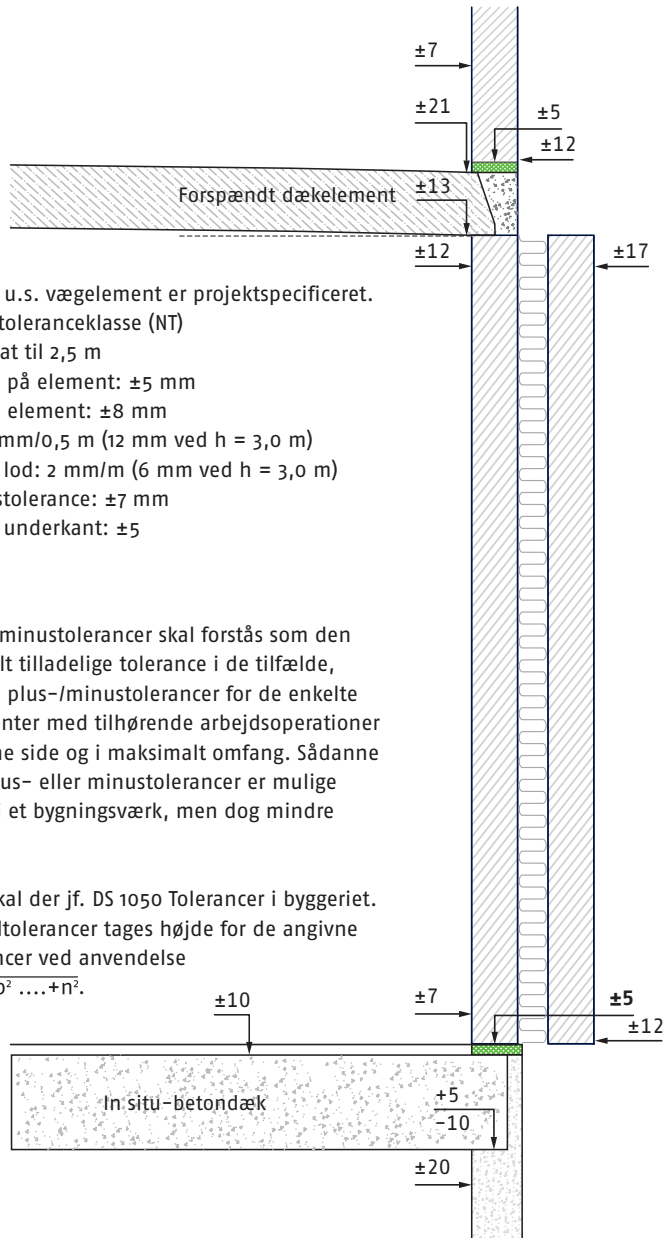 ±7
±21
±5
±12
Forspændt dækelement
±13
±12
±17
u.s. vægelement er projektspecificeret.
toleranceklasse (NT)
at til 2,5 m
på element: ±5 mm
element: ±8 mm
mm/0,5 m (12 mm ved h = 3,0 m)
lod: 2 mm/m (6 mm ved h = 3,0 m)
stolerance: ±7 mm
underkant: ±5
minustolerancer skal forstås som den
lt tilladelige tolerance i de tilfælde,
plus-/minustolerancer for de enkelte
nter med tilhørende arbejdsoperationer
ne side og i maksimalt omfang. Sådanne
us- eller minustolerancer er mulige
i et bygningsværk, men dog mindre
kal der jf. DS 1050 Tolerancer i byggeriet.
ltolerancer tages højde for de angivne
ncer ved anvendelse
o² ....+n².
±10
±7
±5
±12
In situ-betondæk
+5
-10
±20